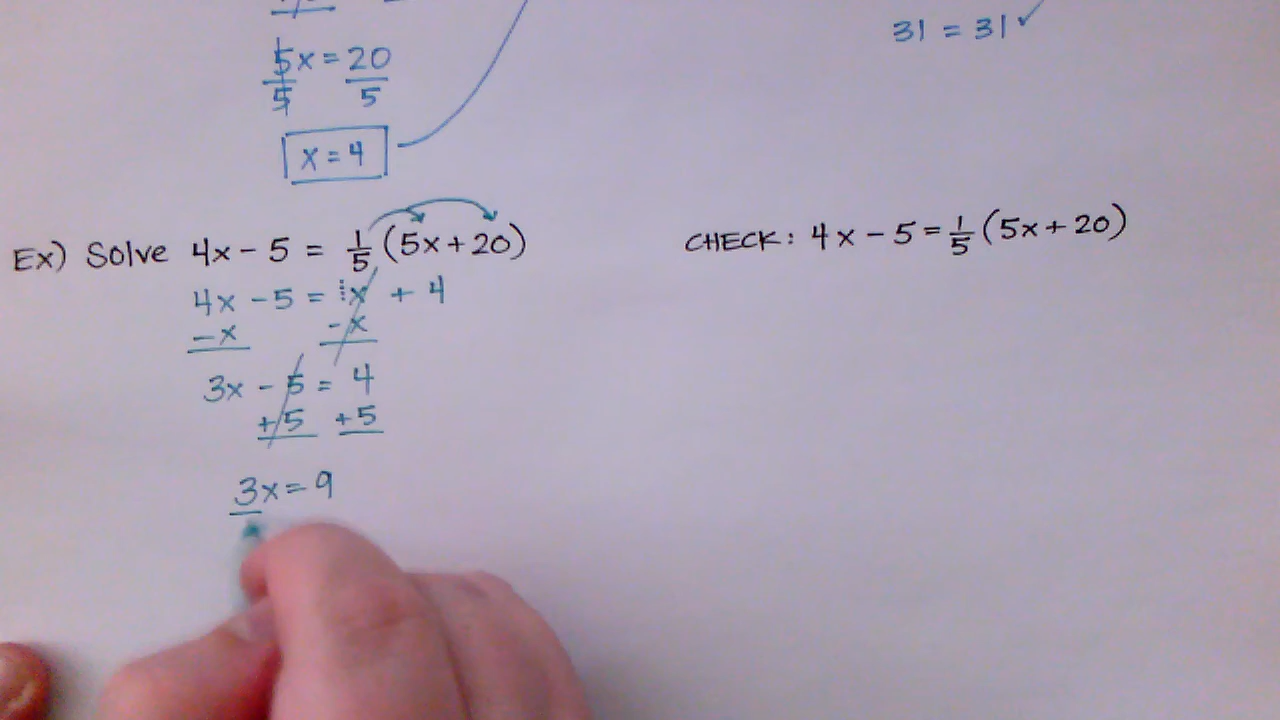 5x = 20
5 5
x = 4
31 = 31 ✓
Ex) Solve 4x - 5 = 1/5 (5x + 20)
4x - 5 = x + 4
-x -x
3x - 5 = 4
+5 +5
3x = 9
CHECK: 4x - 5 = 1/5 (5x + 20)